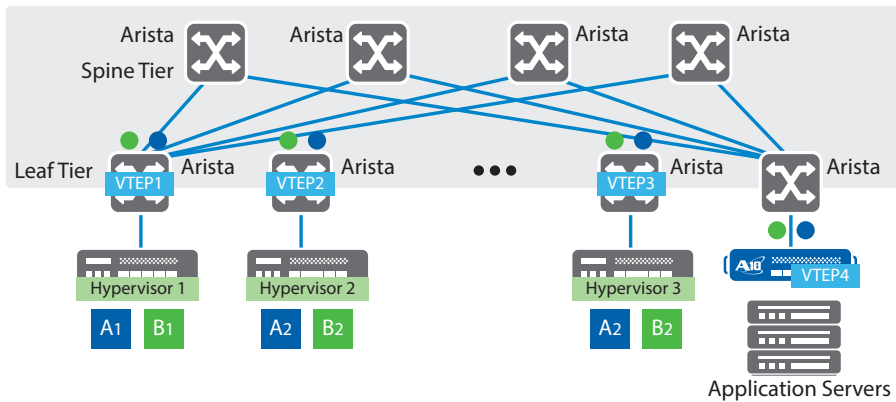 Arista
Arista
Arista
Arista
Spine Tier
Leaf Tier
Arista
Arista
Arista
Arista
VTEP1
VTEP2
VTEP3
A10
VTEP4
Hypervisor 1
Hypervisor 2
Hypervisor 3
A1
B1
A2
B2
A2
B2
Application Servers